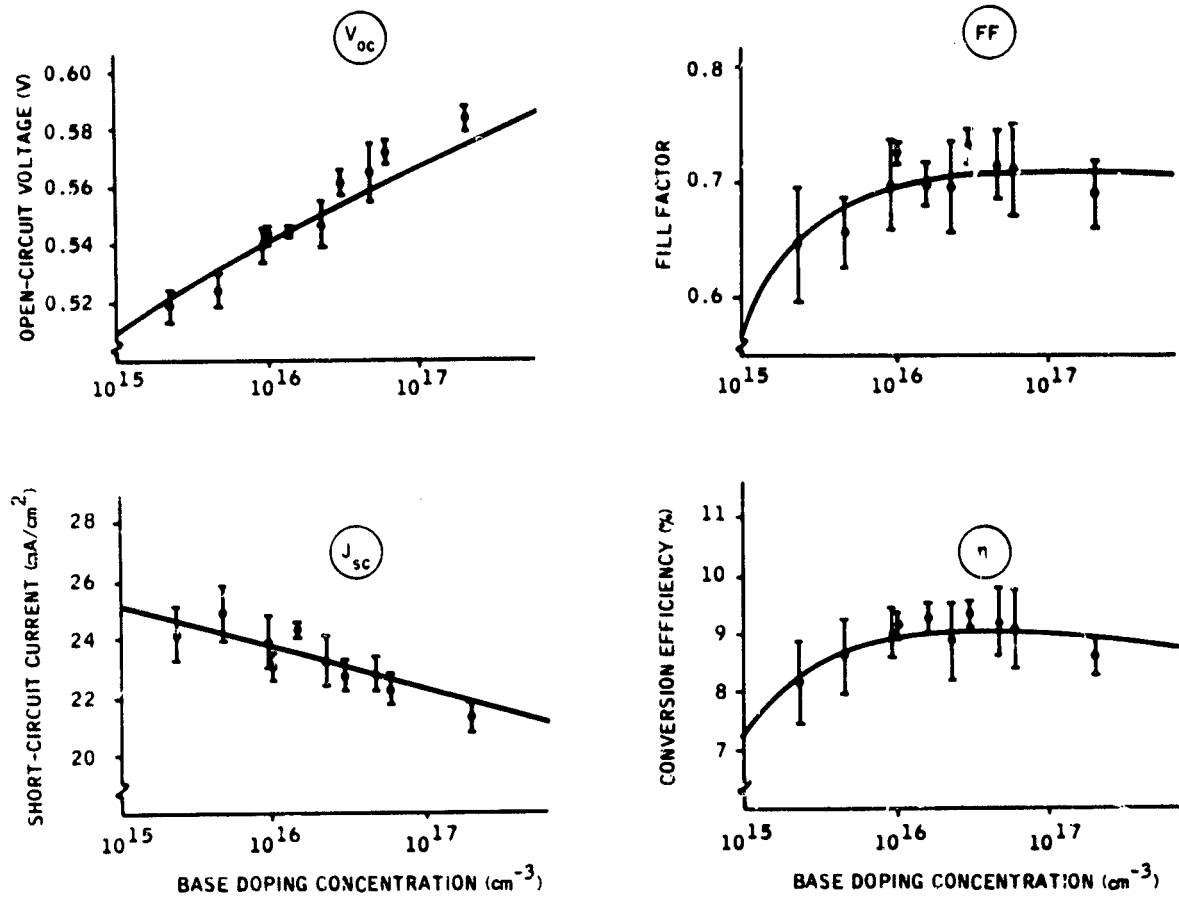 V_oc
OPEN-CIRCUIT VOLTAGE (V)
0.60
0.58
0.56
0.54
0.52
10^15 10^16 10^17
FF
FILL FACTOR
0.8
0.7
0.6
10^15 10^16 10^17
J_sc
SHORT-CIRCUIT CURRENT (mA/cm^2)
28
26
24
22
20
10^15 10^16 10^17
BASE DOPING CONCENTRATION (cm^-3)
η
CONVERSION EFFICIENCY (%)
11
10
9
8
7
10^15 10^16 10^17
BASE DOPING CONCENTRATION (cm^-3)